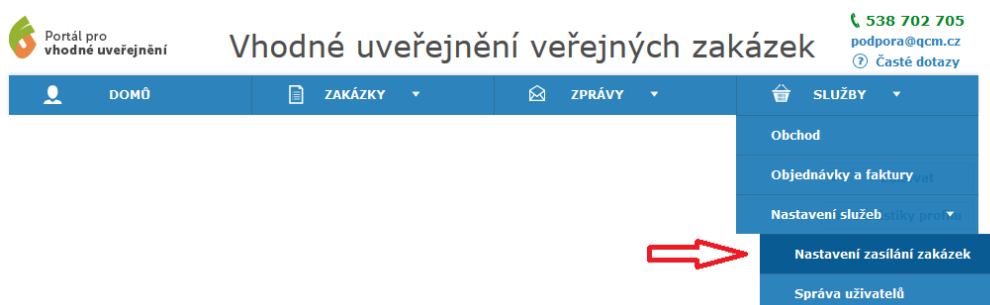 Portál pro
vhodné uveřejnění
Vhodné uveřejnění veřejných zakázek
538 702 705
podpora@qcm.cz
? Časté dotazy
DOMŮ
ZAKÁZKY
ZPRÁVY
SLUŽBY
Obchod
Objednávky a faktury
Nastavení služeb
Nastavení zasílání zakázek
Správa uživatelů